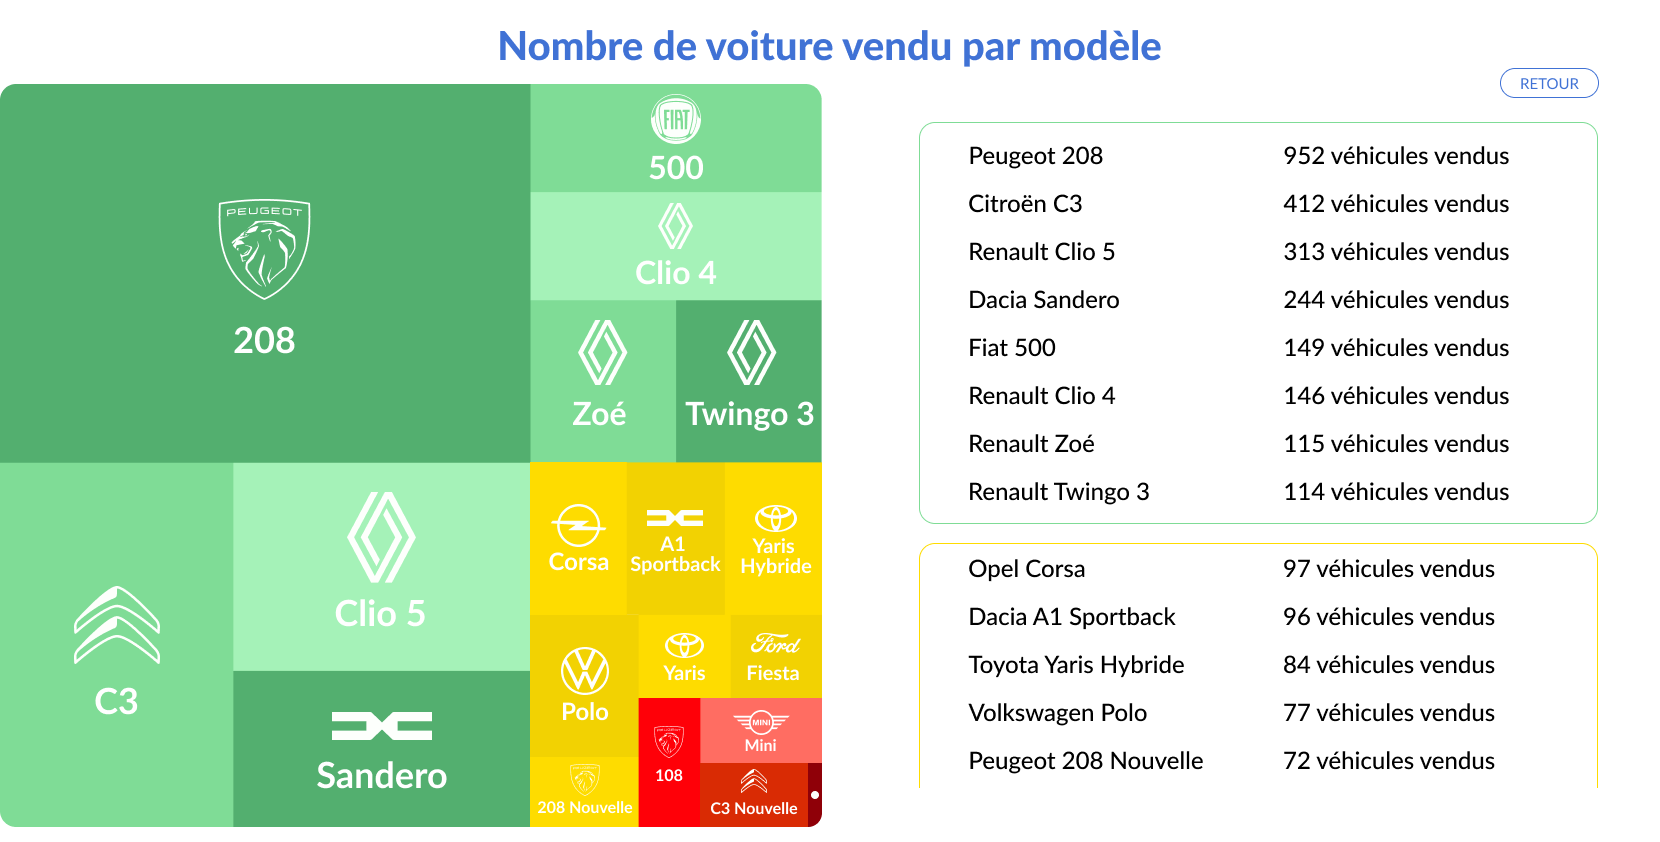 Nombre de voiture vendu par modèle
RETOUR
PEUGEOT
208
FIAT
500
Clio 4
Zoé
Twingo 3
C3
Clio 5
Sandero
Corsa
A1
Sportback
Yaris
Hybride
Polo
Yaris
Ford
Fiesta
PEUGEOT
208 Nouvelle
PEUGEOT
108
MINI
Mini
C3 Nouvelle
Peugeot 208 952 véhicules vendus
Citroën C3 412 véhicules vendus
Renault Clio 5 313 véhicules vendus
Dacia Sandero 244 véhicules vendus
Fiat 500 149 véhicules vendus
Renault Clio 4 146 véhicules vendus
Renault Zoé 115 véhicules vendus
Renault Twingo 3 114 véhicules vendus
Opel Corsa 97 véhicules vendus
Dacia A1 Sportback 96 véhicules vendus
Toyota Yaris Hybride 84 véhicules vendus
Volkswagen Polo 77 véhicules vendus
Peugeot 208 Nouvelle 72 véhicules vendus